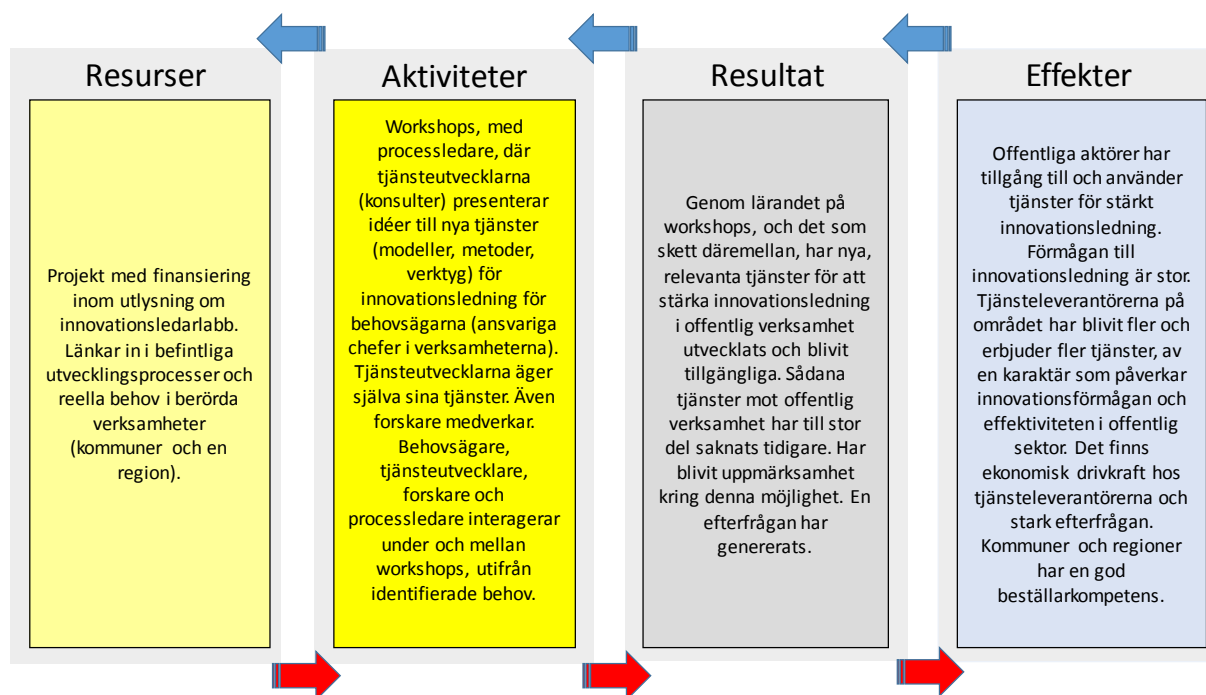 Resurser
Projekt med finansiering
inom utlysning om
innovationsledarlabb.
Länkar in i befintliga
utvecklingsprocesser och
reella behov i berörda
verksamheter
(kommuner och en
region).
Aktiviteter
Workshops, med
processledare, där
tjänsteutvecklarna
(konsulter) presenterar
idéer till nya tjänster
(modeller, metoder,
verktyg) för
innovationsledning för
behovsägarna (ansvariga
chefer i verksamheterna).
Tjänsteutvecklarna äger
själva sina tjänster. Även
forskare medverkar.
Behovsägare,
tjänsteutvecklare,
forskare och
processledare interagerar
under och mellan
workshops, utifrån
identifierade behov.
Resultat
Genom lärandet på
workshops, och det som
skett däremellan, har nya,
relevanta tjänster för att
stärka innovationsledning
i offentlig verksamhet
utvecklats och blivit
tillgängliga. Sådana
tjänster mot offentlig
verksamhet har till stor
del saknats tidigare. Har
blivit uppmärksamhet
kring denna möjlighet. En
efterfrågan har
genererats.
Effekter
Offentliga aktörer har
tillgång till och använder
tjänster för stärkt
innovationsledning.
Förmågan till
innovationsledning är stor.
Tjänsteleverantörerna på
området har blivit fler och
erbjuder fler tjänster, av
en karaktär som påverkar
innovationsförmågan och
effektiviteten i offentlig
sektor. Det finns
ekonomisk drivkraft hos
tjänsteleverantörerna och
stark efterfrågan.
Kommuner och regioner
har en god
beställarkompetens.